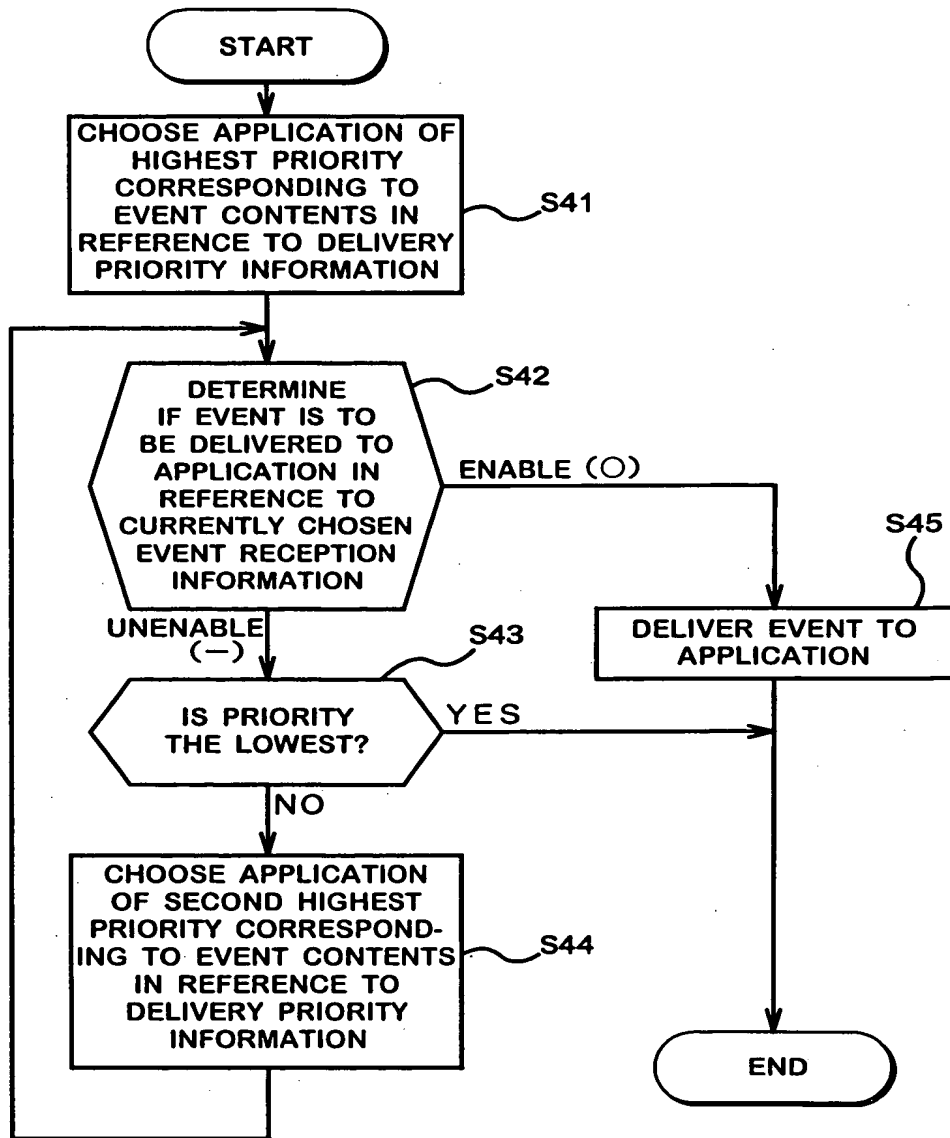 START
CHOOSE APPLICATION OF
HIGHEST PRIORITY
CORRESPONDING TO
EVENT CONTENTS IN
REFERENCE TO DELIVERY
PRIORITY INFORMATION
S41
DETERMINE
IF EVENT IS TO
BE DELIVERED TO
APPLICATION IN
REFERENCE TO
CURRENTLY CHOSEN
EVENT RECEPTION
INFORMATION
S42
ENABLE (○)
UNENABLE
(—)
S45
DELIVER EVENT TO
APPLICATION
S43
IS PRIORITY
THE LOWEST?
YES
NO
CHOOSE APPLICATION
OF SECOND HIGHEST
PRIORITY CORRESPOND-
ING TO EVENT CONTENTS
IN REFERENCE TO
DELIVERY PRIORITY
INFORMATION
S44
END